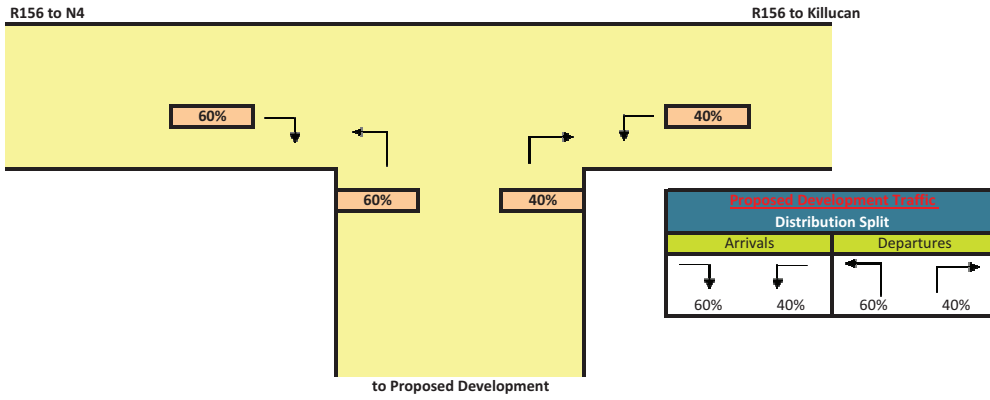 R156 to N4
R156 to Killucan
60%
40%
60%
40%
Proposed Development Traffic
Distribution Split
Arrivals
Departures
60%
40%
60%
40%
to Proposed Development